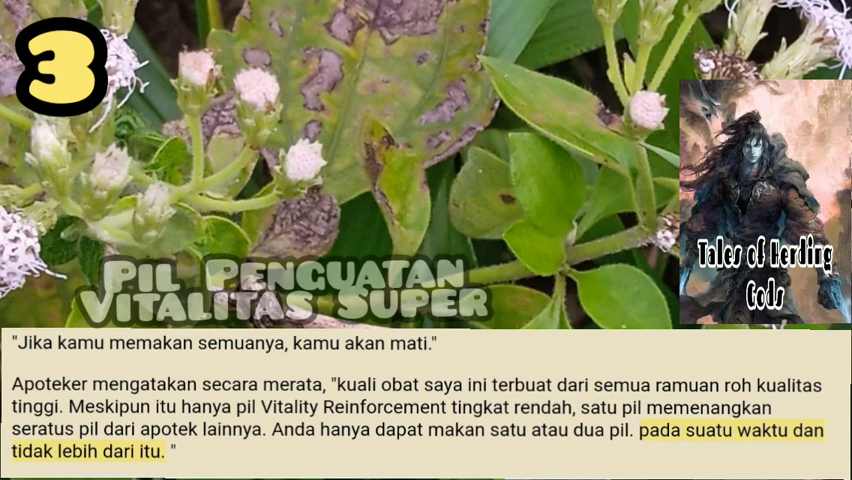 3
PIL PENGUATAN
VITALITAS SUPER
Tales of Herding
Gods
"Jika kamu memakan semuanya, kamu akan mati."
Apoteker mengatakan secara merata, "kuali obat saya ini terbuat dari semua ramuan roh kualitas
tinggi. Meskipun itu hanya pil Vitality Reinforcement tingkat rendah, satu pil memenangkan
seratus pil dari apotek lainnya. Anda hanya dapat makan satu atau dua pil. pada suatu waktu dan
tidak lebih dari itu. "